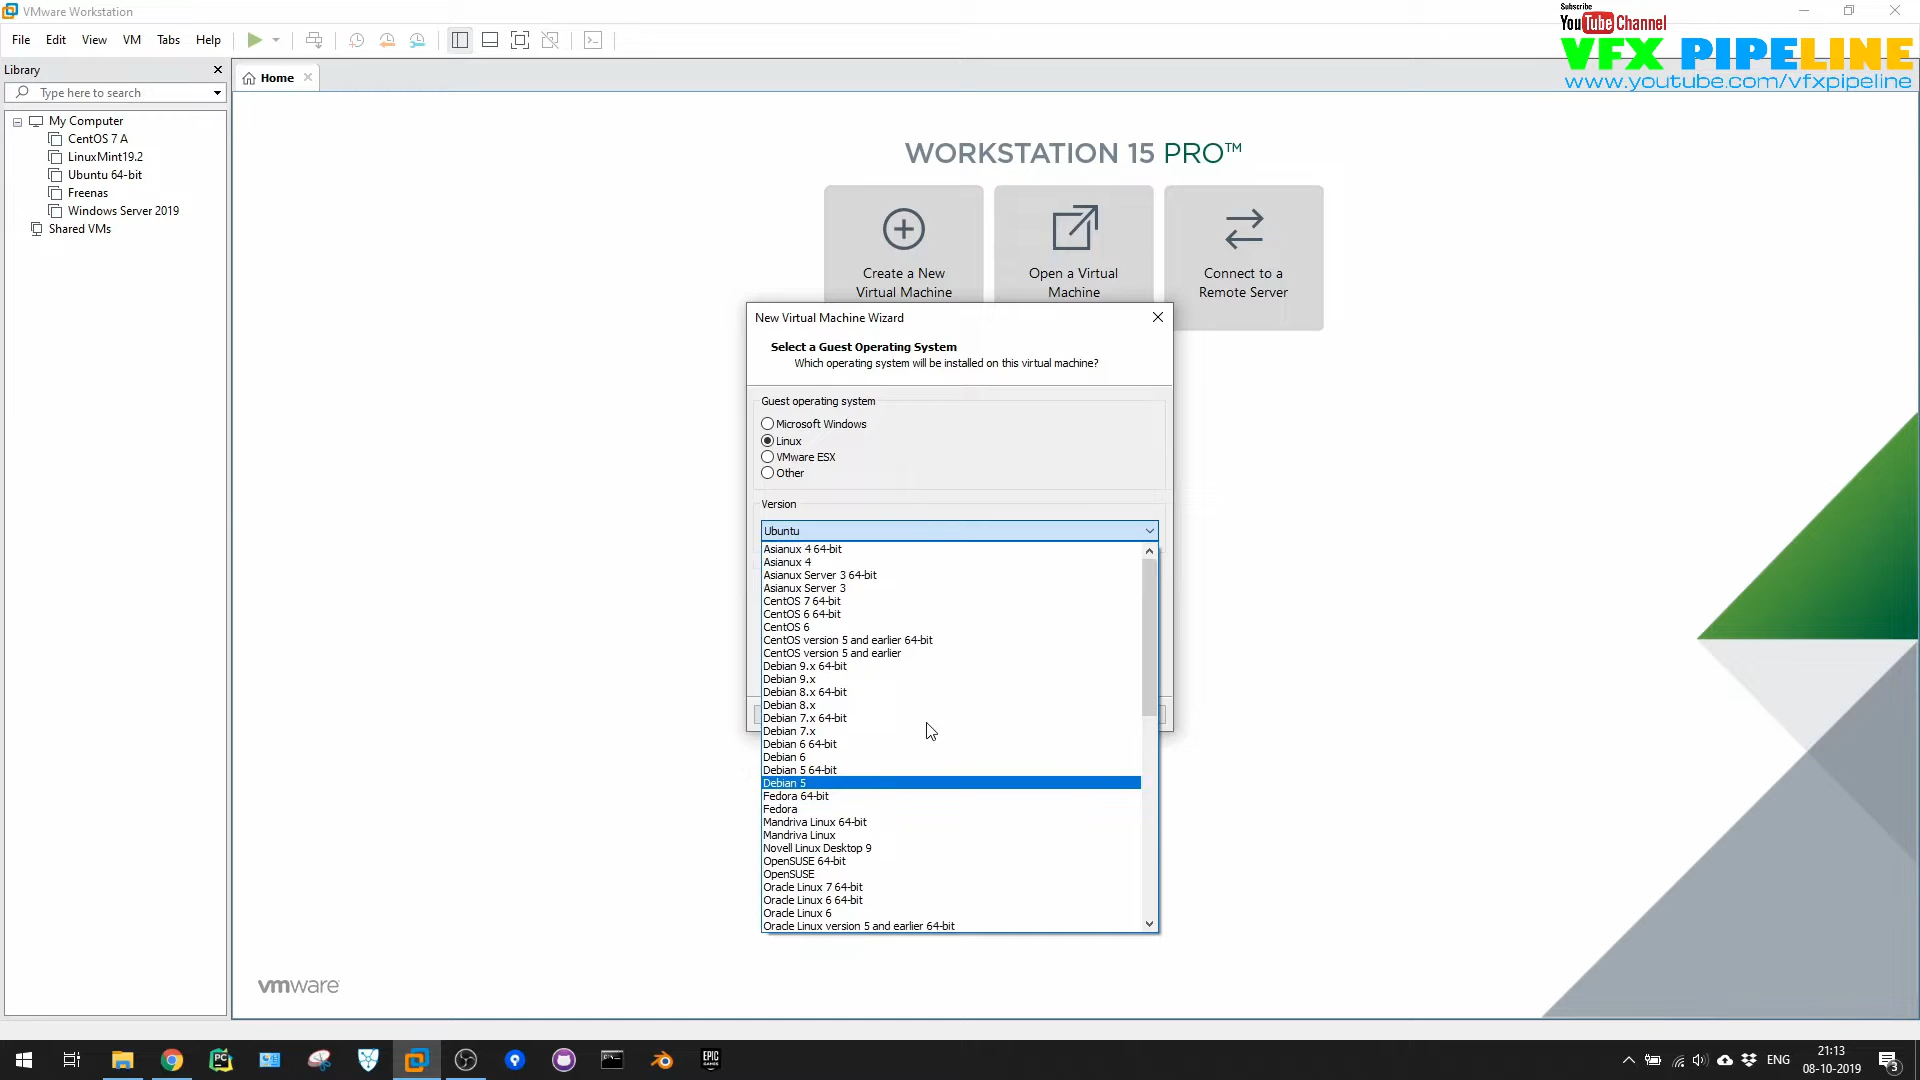 VMware Workstation
Subscribe
YouTube Channel
VFX PIPELINE
www.youtube.com/vfxpipeline
File Edit View VM Tabs Help
Library
Type here to search
Home
My Computer
CentOS 7 A
LinuxMint19.2
Ubuntu 64-bit
Freenas
Windows Server 2019
Shared VMs
WORKSTATION 15 PRO™
Create a New
Virtual Machine
Open a Virtual
Machine
Connect to a
Remote Server
New Virtual Machine Wizard
Select a Guest Operating System
Which operating system will be installed on this virtual machine?
Guest operating system
Microsoft Windows
Linux
VMware ESX
Other
Version
Ubuntu
Asianux 4 64-bit
Asianux 4
Asianux Server 3 64-bit
Asianux Server 3
CentOS 7 64-bit
CentOS 6 64-bit
CentOS 6
CentOS version 5 and earlier 64-bit
CentOS version 5 and earlier
Debian 9.x 64-bit
Debian 9.x
Debian 8.x 64-bit
Debian 8.x
Debian 7.x 64-bit
Debian 7.x
Debian 6 64-bit
Debian 6
Debian 5 64-bit
Debian 5
Fedora 64-bit
Fedora
Mandriva Linux 64-bit
Mandriva Linux
Novell Linux Desktop 9
OpenSUSE 64-bit
OpenSUSE
Oracle Linux 7 64-bit
Oracle Linux 6 64-bit
Oracle Linux 6
Oracle Linux version 5 and earlier 64-bit
vmware
PC
EPIC
GAMES
ENG
21:13
08-10-2019
3